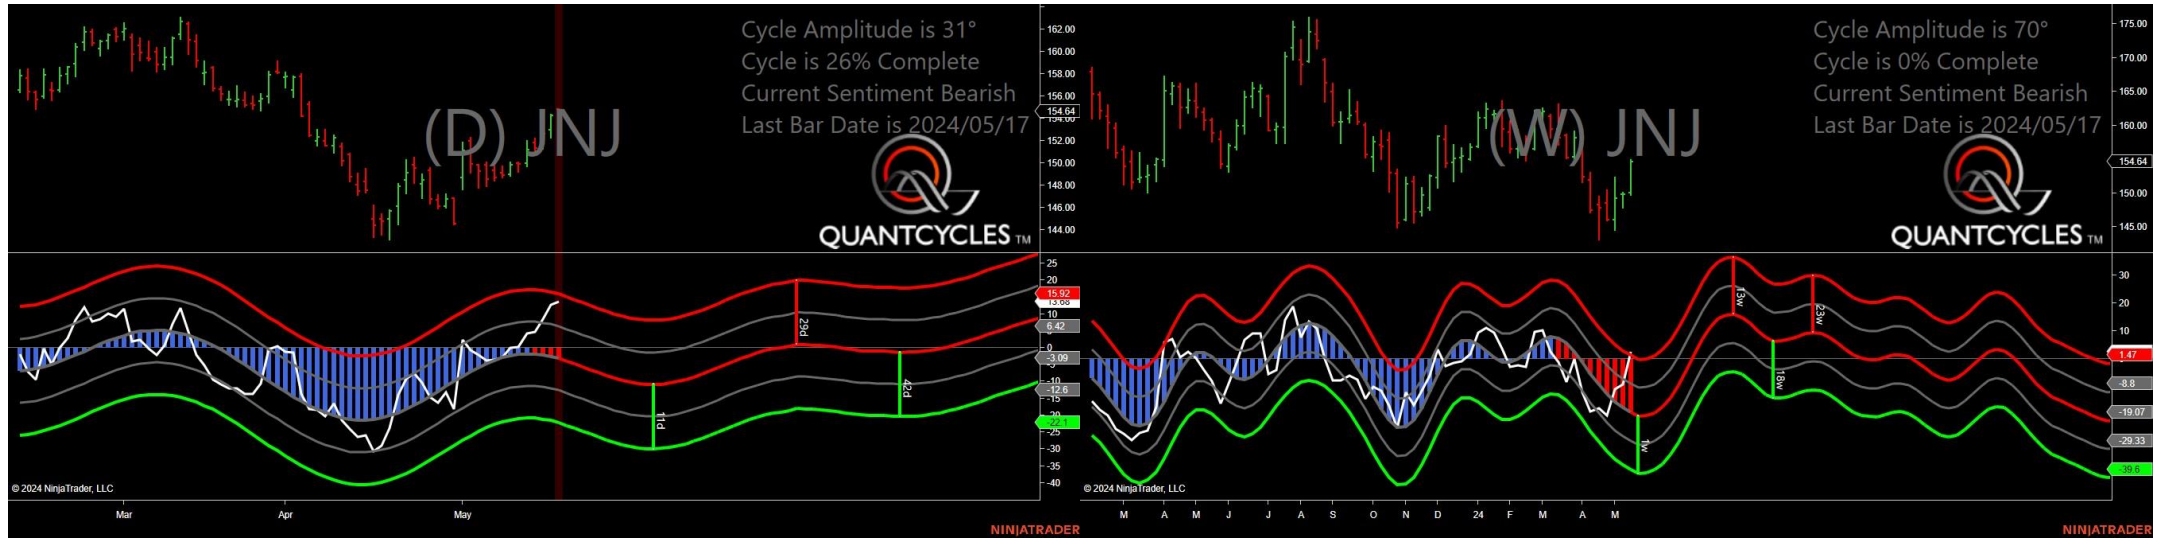 Cycle Amplitude is 31°
Cycle is 26% Complete
Current Sentiment Bearish
Last Bar Date is 2024/05/17
(D) JNJ
QUANTCYCLES TM
162.00
160.00
158.00
156.00
154.64
154.00
152.00
150.00
148.00
146.00
144.00
25
20
15.92
13.68
10
6.42
0
-3.09
-5
-10
-12.6
-15
-20
-22.1
-25
-30
-35
-40
29d
11d
42d
© 2024 NinjaTrader, LLC
Mar Apr May
NINJATRADER
Cycle Amplitude is 70°
Cycle is 0% Complete
Current Sentiment Bearish
Last Bar Date is 2024/05/17
(W) JNJ
QUANTCYCLES TM
175.00
170.00
165.00
160.00
154.64
150.00
145.00
30
20
10
1.47
-8.8
-19.07
-29.33
-39.6
13w
23w
18w
1w
© 2024 NinjaTrader, LLC
M A M J J A S O N D 24 F M A M
NINJATRADER